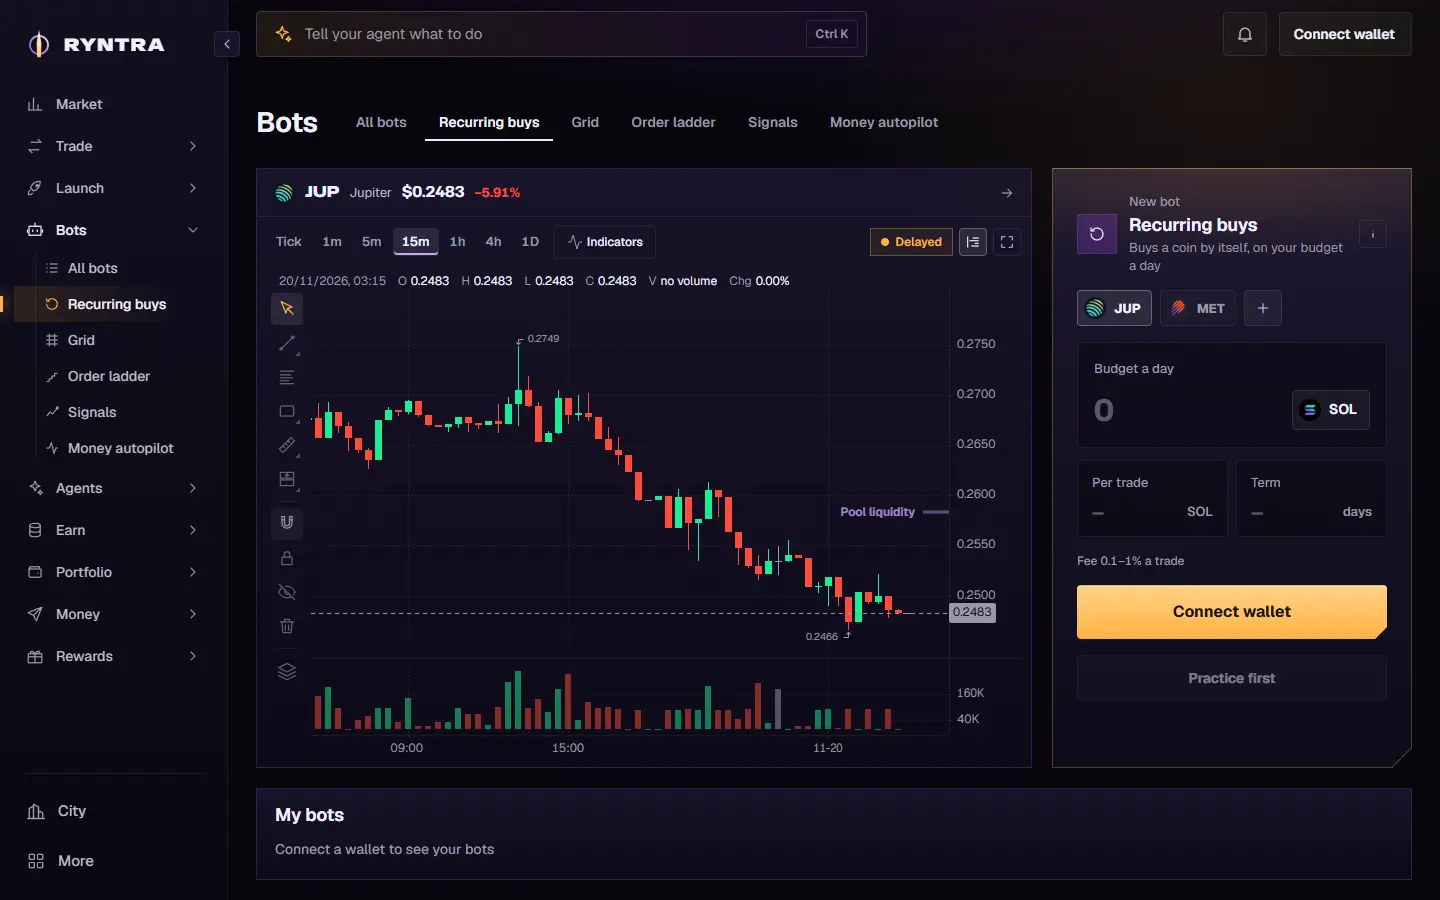 RYNTRA
Tell your agent what to do
Ctrl K
Connect wallet
Market
Trade
Launch
Bots
All bots
Recurring buys
Grid
Order ladder
Signals
Money autopilot
Agents
Earn
Portfolio
Money
Rewards
City
More
Bots
All bots
Recurring buys
Grid
Order ladder
Signals
Money autopilot
JUP Jupiter $0.2483 −5.91%
Tick 1m 5m 15m 1h 4h 1D Indicators
Delayed
20/11/2026, 03:15 O 0.2483 H 0.2483 L 0.2483 C 0.2483 V no volume Chg 0.00%
0.2749
0.2750
0.2700
0.2650
0.2600
Pool liquidity
0.2550
0.2500
0.2483
0.2466
160K
40K
09:00 15:00 11-20
New bot
Recurring buys
Buys a coin by itself, on your budget
a day
i
JUP MET +
Budget a day
0 SOL
Per trade
– SOL
Term
– days
Fee 0.1–1% a trade
Connect wallet
Practice first
My bots
Connect a wallet to see your bots